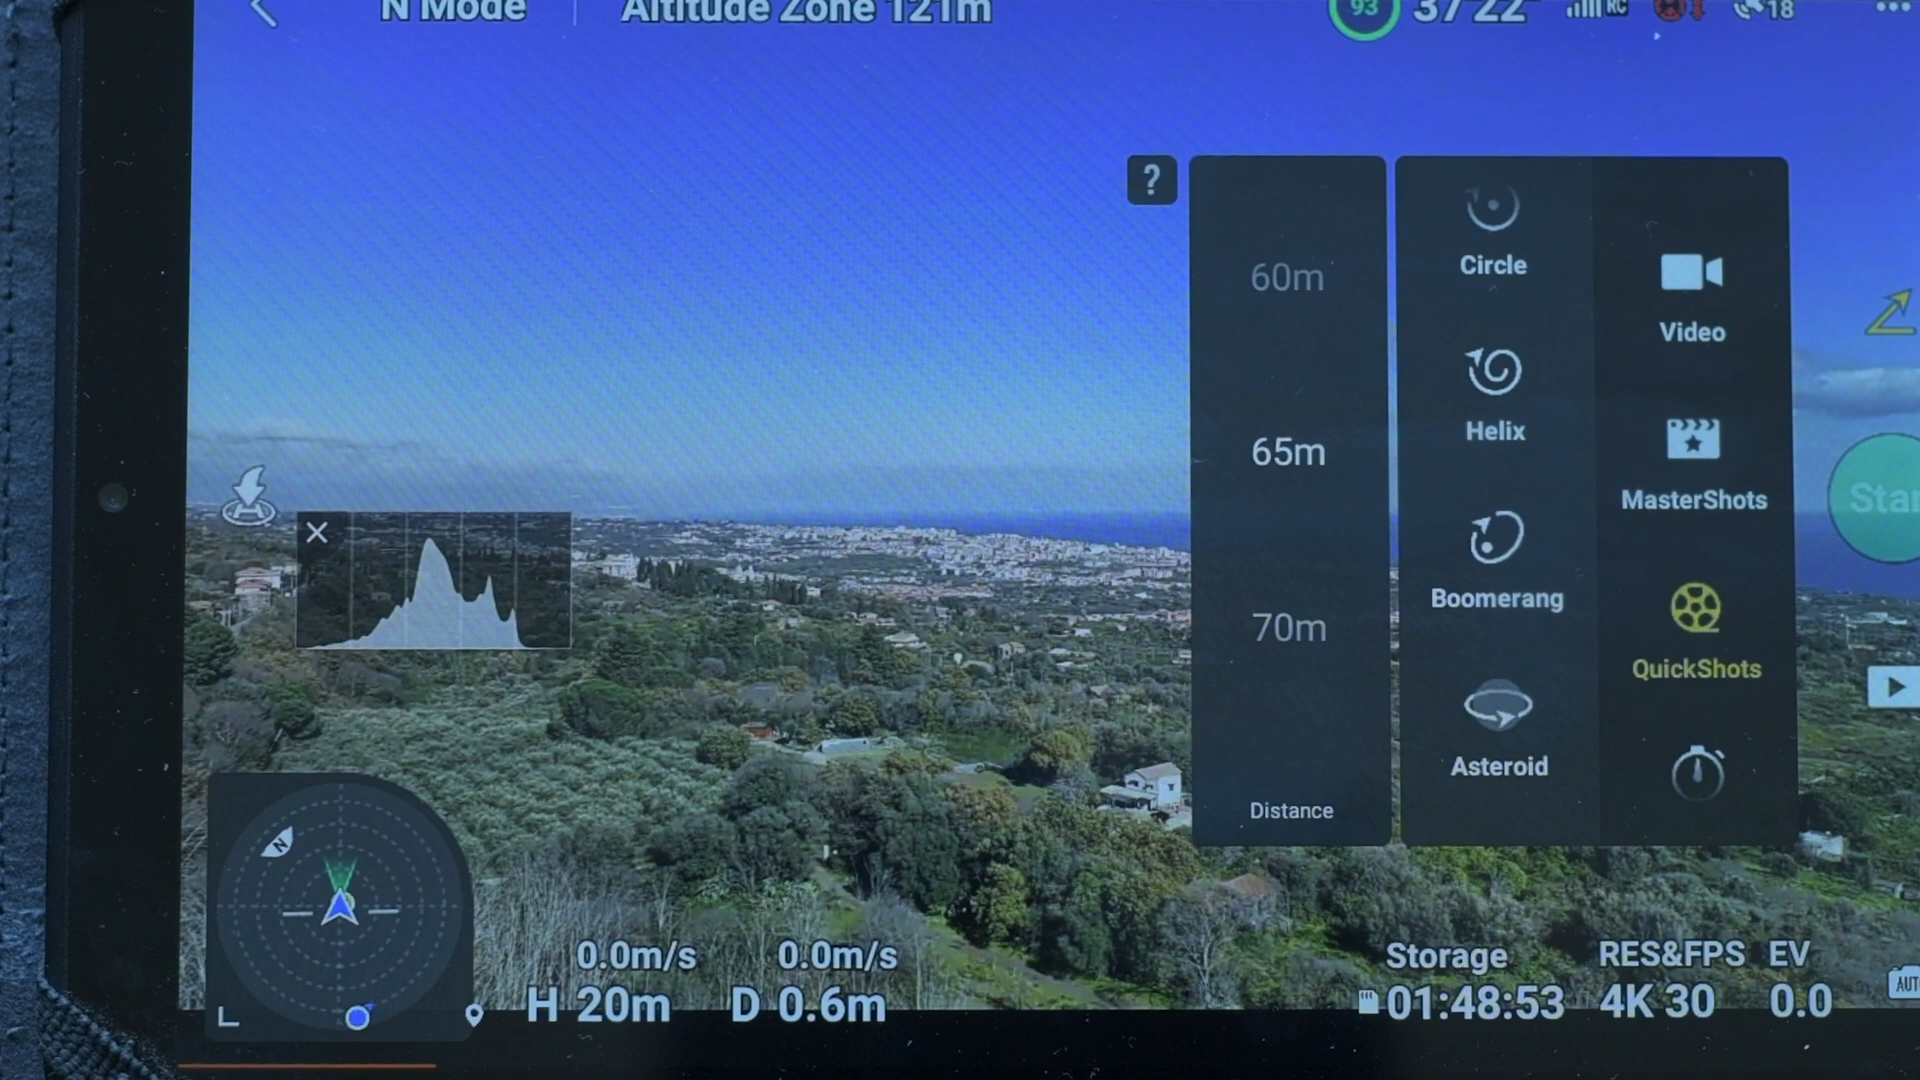 N Mode
Altitude Zone 121m
93
37'22"
RC
18
?
60m
65m
70m
Distance
Circle
Helix
Boomerang
Asteroid
Video
MasterShots
QuickShots
Star
N
0.0m/s
0.0m/s
H 20m
D 0.6m
Storage
01:48:53
RES&FPS
4K 30
EV
0.0
AUT